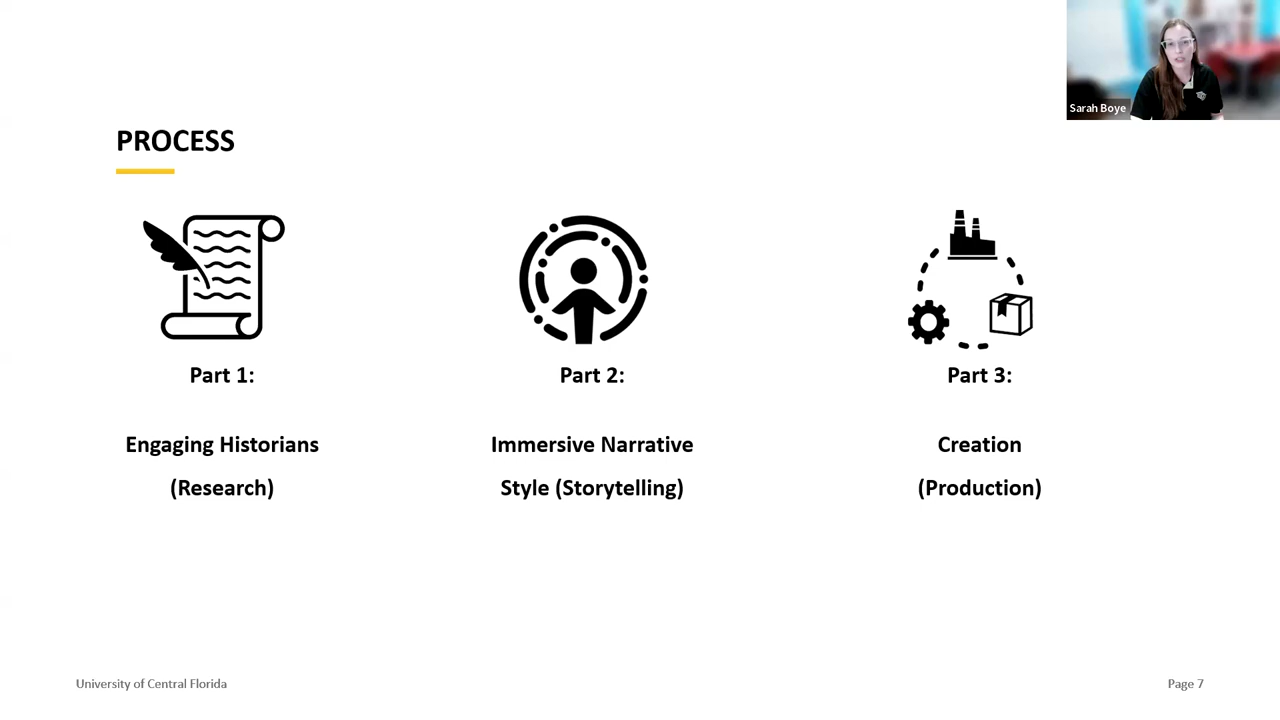 Sarah Boye
PROCESS
Part 1:
Engaging Historians
(Research)
Part 2:
Immersive Narrative
Style (Storytelling)
Part 3:
Creation
(Production)
University of Central Florida
Page 7